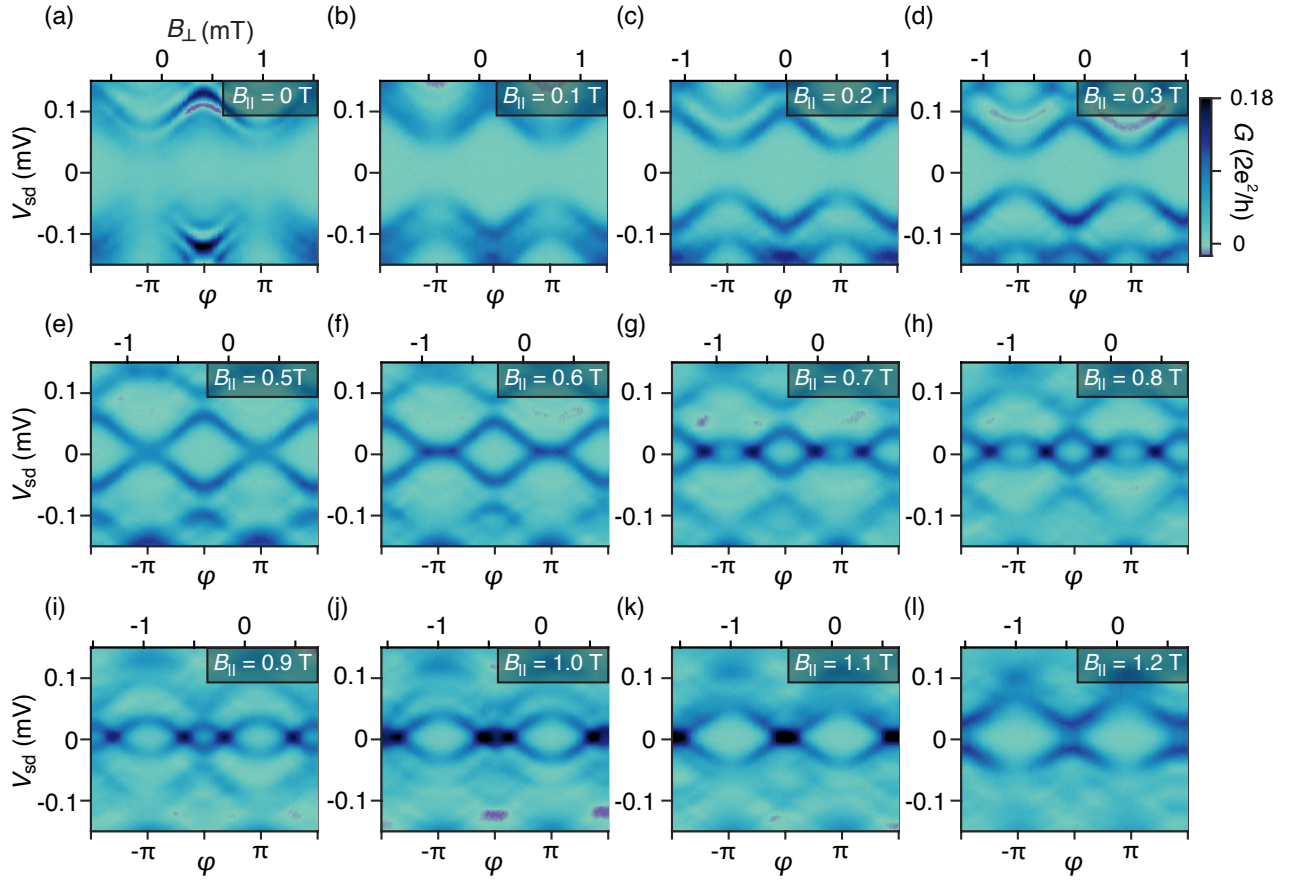 (a) (b) (c) (d)
B⊥ (mT)
0 1 0 1 -1 0 1 -1 0 1
B|| = 0 T B|| = 0.1 T B|| = 0.2 T B|| = 0.3 T
0.1 0.1 0.1 0.1 0.18
Vsd (mV) 0 0 0 0 G (2e²/h)
-0.1 -0.1 -0.1 -0.1 0
-π φ π -π φ π -π φ π -π φ π
(e) (f) (g) (h)
-1 0 -1 0 -1 0 -1 0
B|| = 0.5T B|| = 0.6 T B|| = 0.7 T B|| = 0.8 T
0.1 0.1 0.1 0.1
Vsd (mV) 0 0 0 0
-0.1 -0.1 -0.1 -0.1
-π φ π -π φ π -π φ π -π φ π
(i) (j) (k) (l)
-1 0 -1 0 -1 0 -1 0
B|| = 0.9 T B|| = 1.0 T B|| = 1.1 T B|| = 1.2 T
0.1 0.1 0.1 0.1
Vsd (mV) 0 0 0 0
-0.1 -0.1 -0.1 -0.1
-π φ π -π φ π -π φ π -π φ π